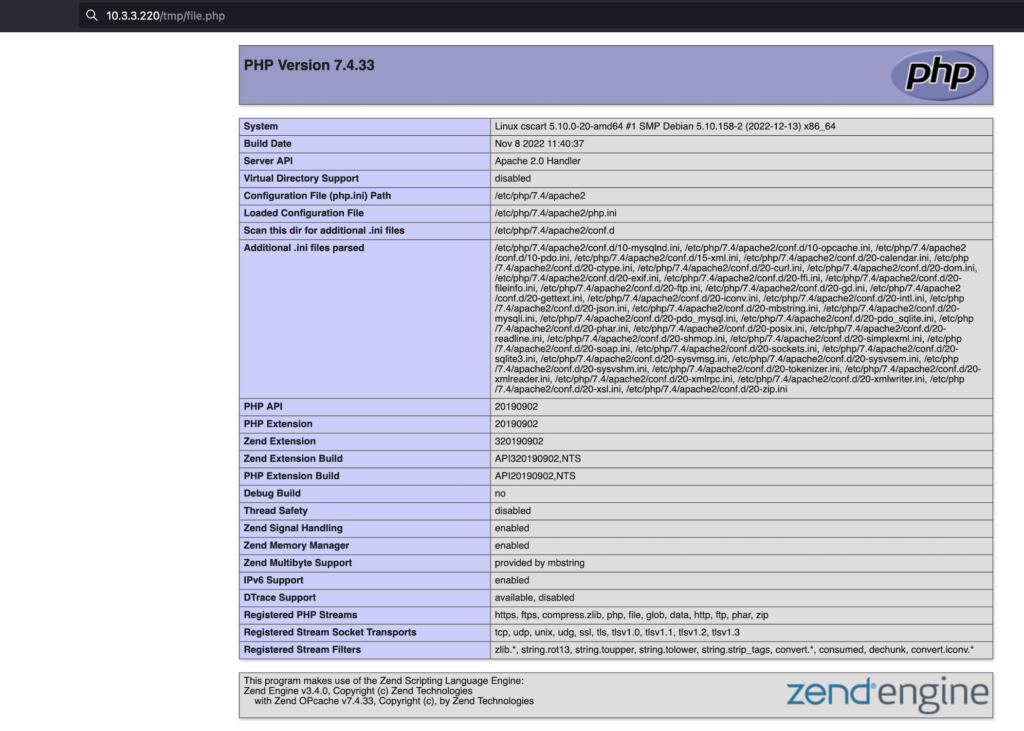 10.3.3.220/tmp/file.php
PHP Version 7.4.33
php
System Linux cscart 5.10.0-20-amd64 #1 SMP Debian 5.10.158-2 (2022-12-13) x86_64
Build Date Nov 8 2022 11:40:37
Server API Apache 2.0 Handler
Virtual Directory Support disabled
Configuration File (php.ini) Path /etc/php/7.4/apache2
Loaded Configuration File /etc/php/7.4/apache2/php.ini
Scan this dir for additional .ini files /etc/php/7.4/apache2/conf.d
Additional .ini files parsed /etc/php/7.4/apache2/conf.d/10-mysqlnd.ini, /etc/php/7.4/apache2/conf.d/10-opcache.ini, /etc/php/7.4/apache2
/conf.d/10-pdo.ini, /etc/php/7.4/apache2/conf.d/15-xml.ini, /etc/php/7.4/apache2/conf.d/20-calendar.ini, /etc/php
/7.4/apache2/conf.d/20-ctype.ini, /etc/php/7.4/apache2/conf.d/20-curl.ini, /etc/php/7.4/apache2/conf.d/20-dom.ini,
/etc/php/7.4/apache2/conf.d/20-exif.ini, /etc/php/7.4/apache2/conf.d/20-ffi.ini, /etc/php/7.4/apache2/conf.d/20-
fileinfo.ini, /etc/php/7.4/apache2/conf.d/20-ftp.ini, /etc/php/7.4/apache2/conf.d/20-gd.ini, /etc/php/7.4/apache2
/conf.d/20-gettext.ini, /etc/php/7.4/apache2/conf.d/20-iconv.ini, /etc/php/7.4/apache2/conf.d/20-intl.ini, /etc/php
/7.4/apache2/conf.d/20-json.ini, /etc/php/7.4/apache2/conf.d/20-mbstring.ini, /etc/php/7.4/apache2/conf.d/20-
mysqli.ini, /etc/php/7.4/apache2/conf.d/20-pdo_mysql.ini, /etc/php/7.4/apache2/conf.d/20-pdo_sqlite.ini, /etc/php
/7.4/apache2/conf.d/20-phar.ini, /etc/php/7.4/apache2/conf.d/20-posix.ini, /etc/php/7.4/apache2/conf.d/20-
readline.ini, /etc/php/7.4/apache2/conf.d/20-shmop.ini, /etc/php/7.4/apache2/conf.d/20-simplexml.ini, /etc/php
/7.4/apache2/conf.d/20-soap.ini, /etc/php/7.4/apache2/conf.d/20-sockets.ini, /etc/php/7.4/apache2/conf.d/20-
sqlite3.ini, /etc/php/7.4/apache2/conf.d/20-sysvmsg.ini, /etc/php/7.4/apache2/conf.d/20-sysvsem.ini, /etc/php
/7.4/apache2/conf.d/20-sysvshm.ini, /etc/php/7.4/apache2/conf.d/20-tokenizer.ini, /etc/php/7.4/apache2/conf.d/20-
xmlreader.ini, /etc/php/7.4/apache2/conf.d/20-xmlrpc.ini, /etc/php/7.4/apache2/conf.d/20-xmlwriter.ini, /etc/php
/7.4/apache2/conf.d/20-xsl.ini, /etc/php/7.4/apache2/conf.d/20-zip.ini
PHP API 20190902
PHP Extension 20190902
Zend Extension 320190902
Zend Extension Build API320190902,NTS
PHP Extension Build API20190902,NTS
Debug Build no
Thread Safety disabled
Zend Signal Handling enabled
Zend Memory Manager enabled
Zend Multibyte Support provided by mbstring
IPv6 Support enabled
DTrace Support available, disabled
Registered PHP Streams https, ftps, compress.zlib, php, file, glob, data, http, ftp, phar, zip
Registered Stream Socket Transports tcp, udp, unix, udg, ssl, tls, tlsv1.0, tlsv1.1, tlsv1.2, tlsv1.3
Registered Stream Filters zlib.*, string.rot13, string.toupper, string.tolower, string.strip_tags, convert.*, consumed, dechunk, convert.iconv.*
This program makes use of the Zend Scripting Language Engine:
Zend Engine v3.4.0, Copyright (c) Zend Technologies
with Zend OPcache v7.4.33, Copyright (c), by Zend Technologies
zend engine